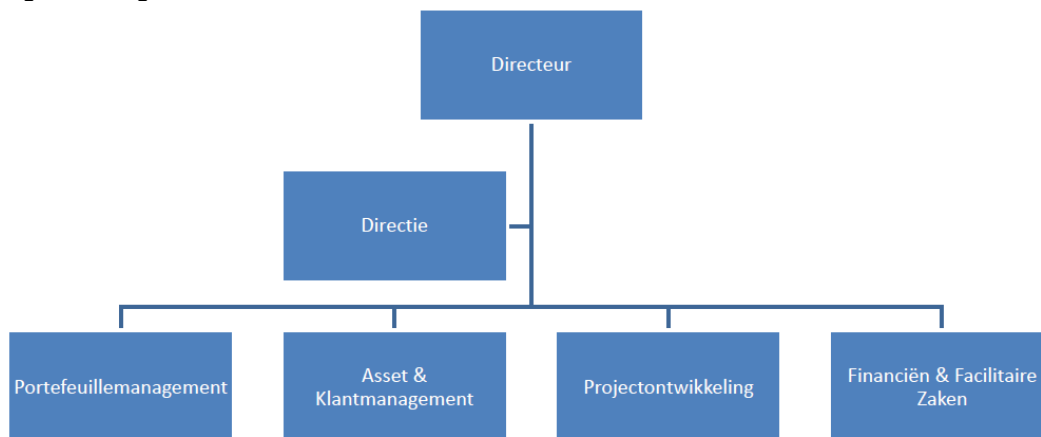 Directeur
Directie
Portefeuillemanagement
Asset &
Klantmanagement
Projectontwikkeling
Financiën & Facilitaire
Zaken